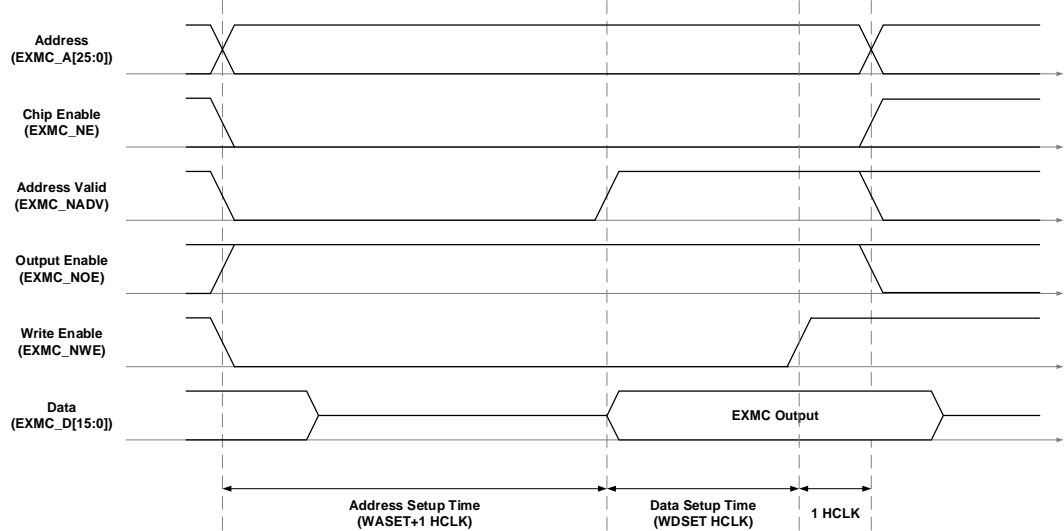 Address
(EXMC_A[25:0])
Chip Enable
(EXMC_NE)
Address Valid
(EXMC_NADV)
Output Enable
(EXMC_NOE)
Write Enable
(EXMC_NWE)
Data
(EXMC_D[15:0])
EXMC Output
Address Setup Time
(WASET+1 HCLK)
Data Setup Time
(WDSET HCLK)
1 HCLK